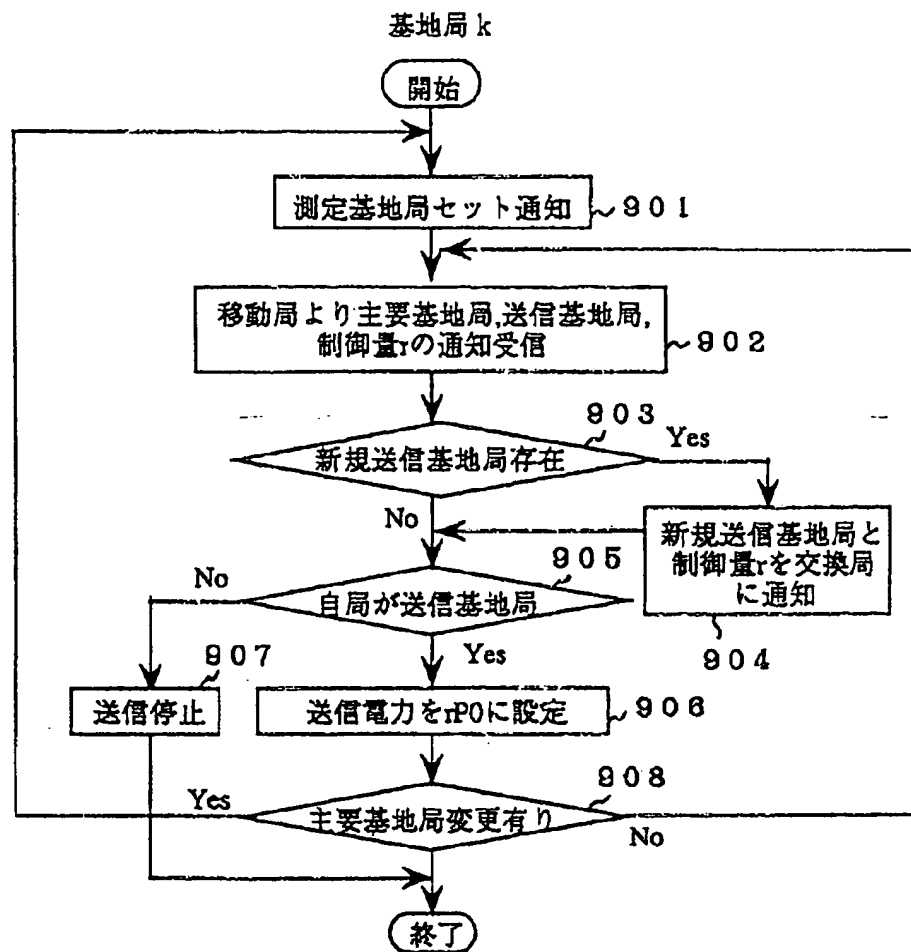 基地局 k
開始
測定基地局セット通知
901
移動局より主要基地局,送信基地局,
制御量rの通知受信
902
903
新規送信基地局存在
Yes
No
新規送信基地局と
制御量rを交換局
に通知
904
905
No
自局が送信基地局
Yes
907
送信停止
送信電力をrP0に設定
906
908
Yes
主要基地局変更有り
No
終了